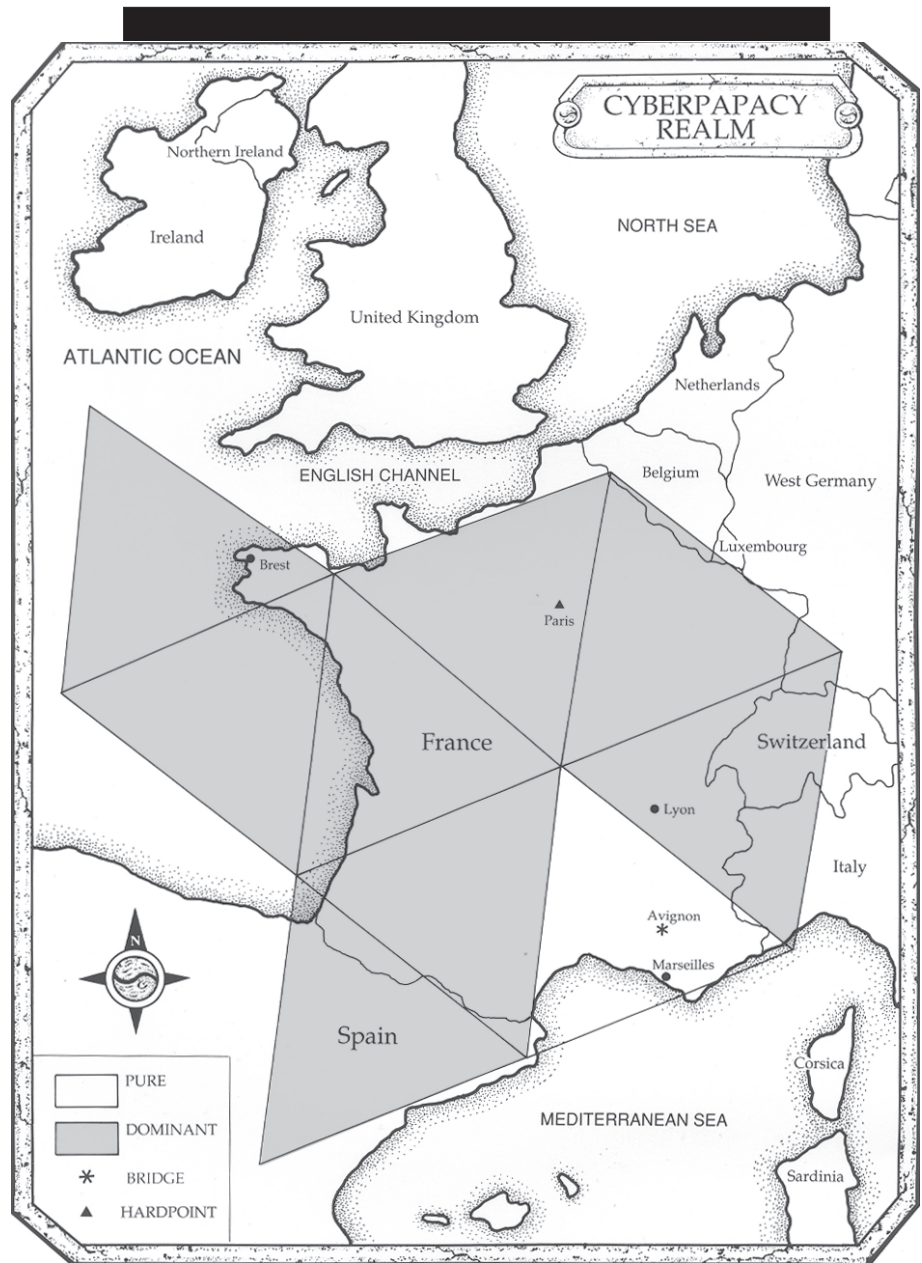 CYBERPAPACY
REALM
Northern Ireland
Ireland
NORTH SEA
United Kingdom
ATLANTIC OCEAN
Netherlands
ENGLISH CHANNEL
Belgium
West Germany
Luxembourg
Brest
Paris
France
Switzerland
Lyon
Italy
Avignon
Marseilles
N
Spain
Corsica
PURE
DOMINANT
MEDITERRANEAN SEA
BRIDGE
Sardinia
HARDPOINT